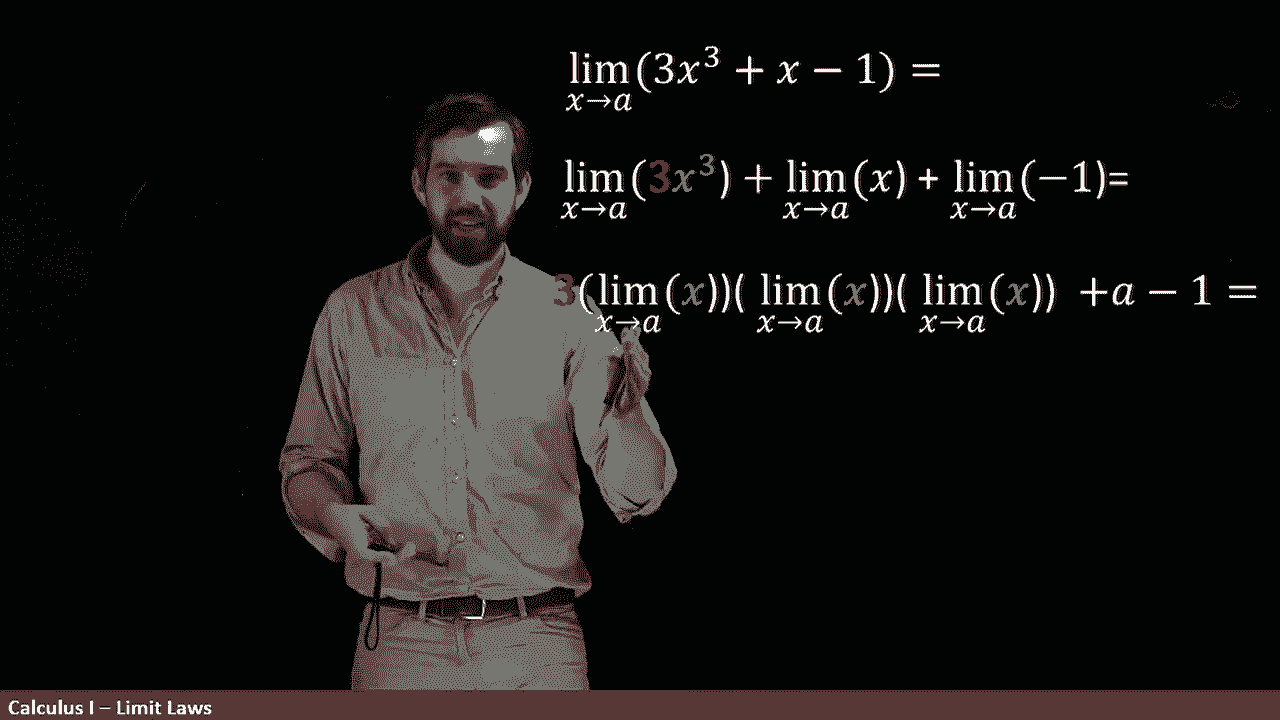 lim x→a (3x³ + x − 1) =
lim x→a (3x³) + lim x→a (x) + lim x→a (−1)=
3(lim x→a (x))( lim x→a (x))( lim x→a (x)) +a − 1 =
Calculus I – Limit Laws